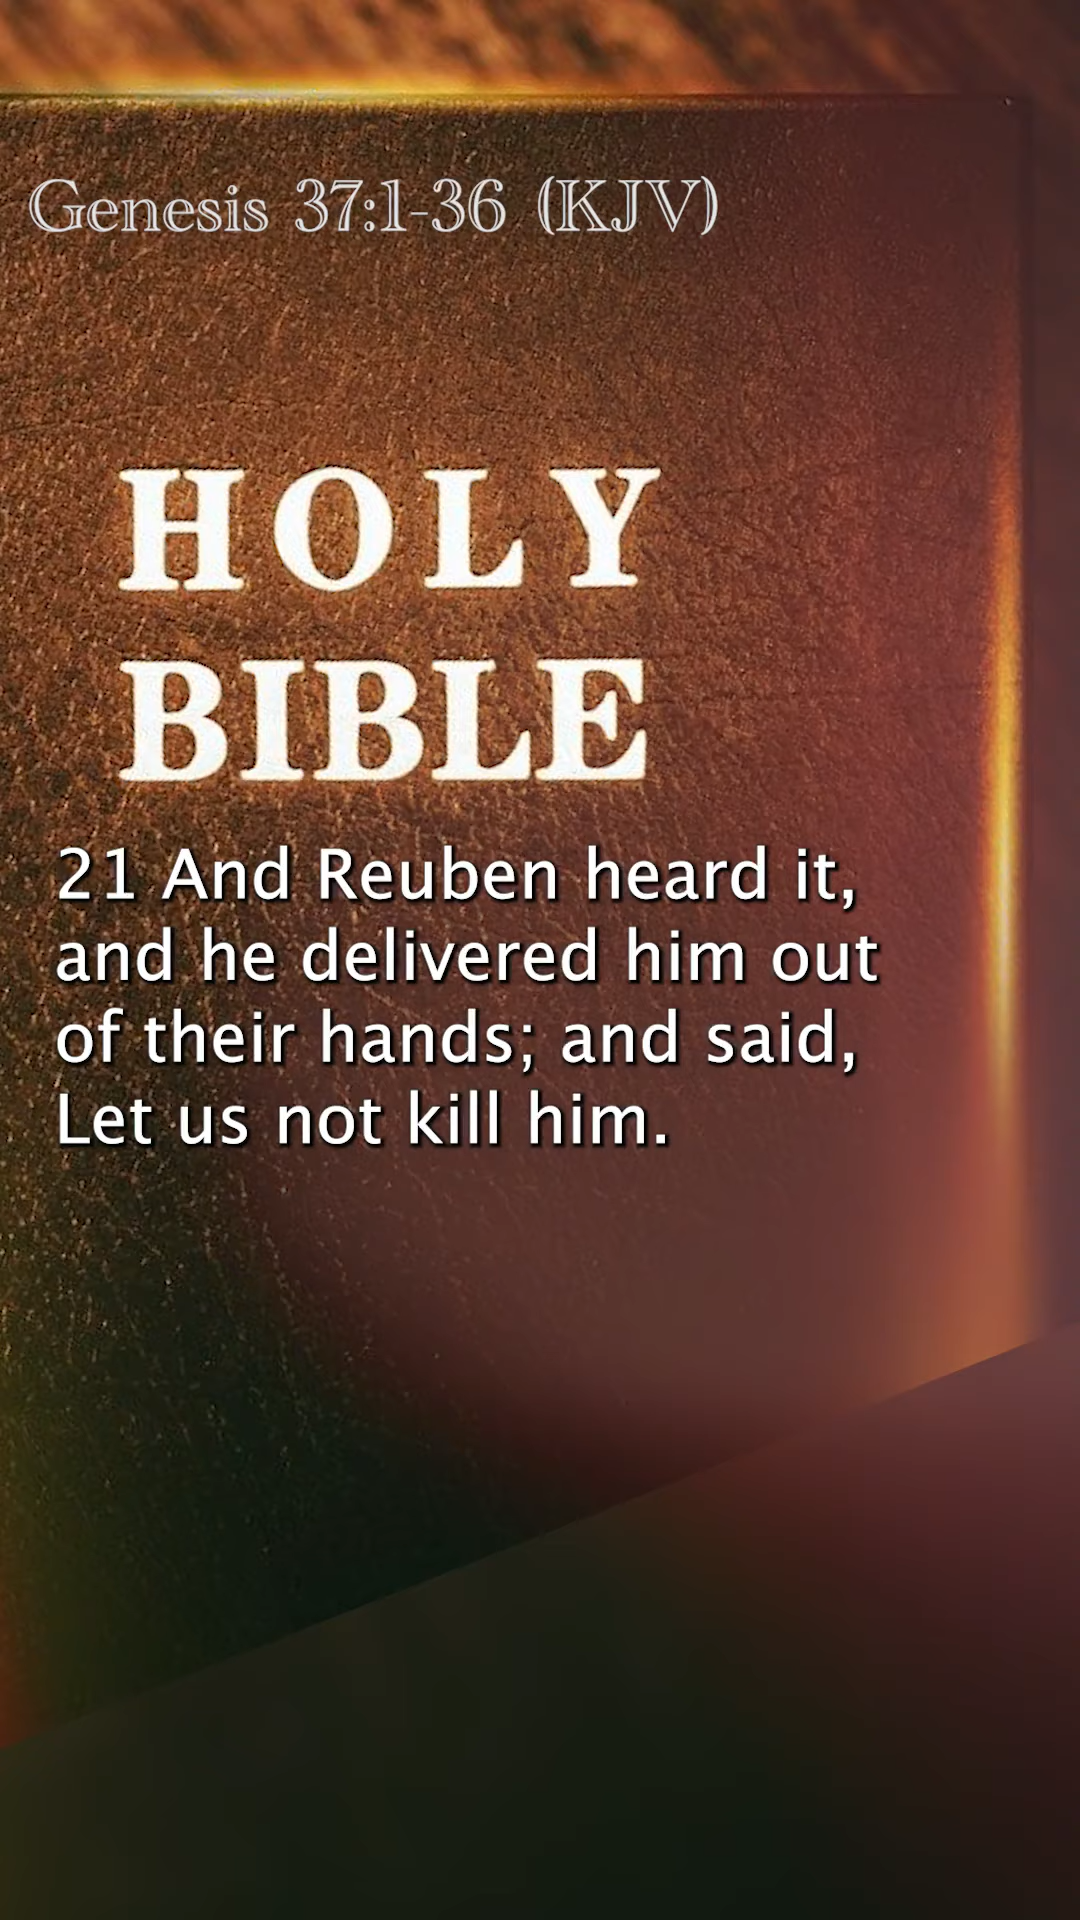 Genesis 37:1-36 (KJV)
HOLY
BIBLE
21 And Reuben heard it,
and he delivered him out
of their hands; and said,
Let us not kill him.